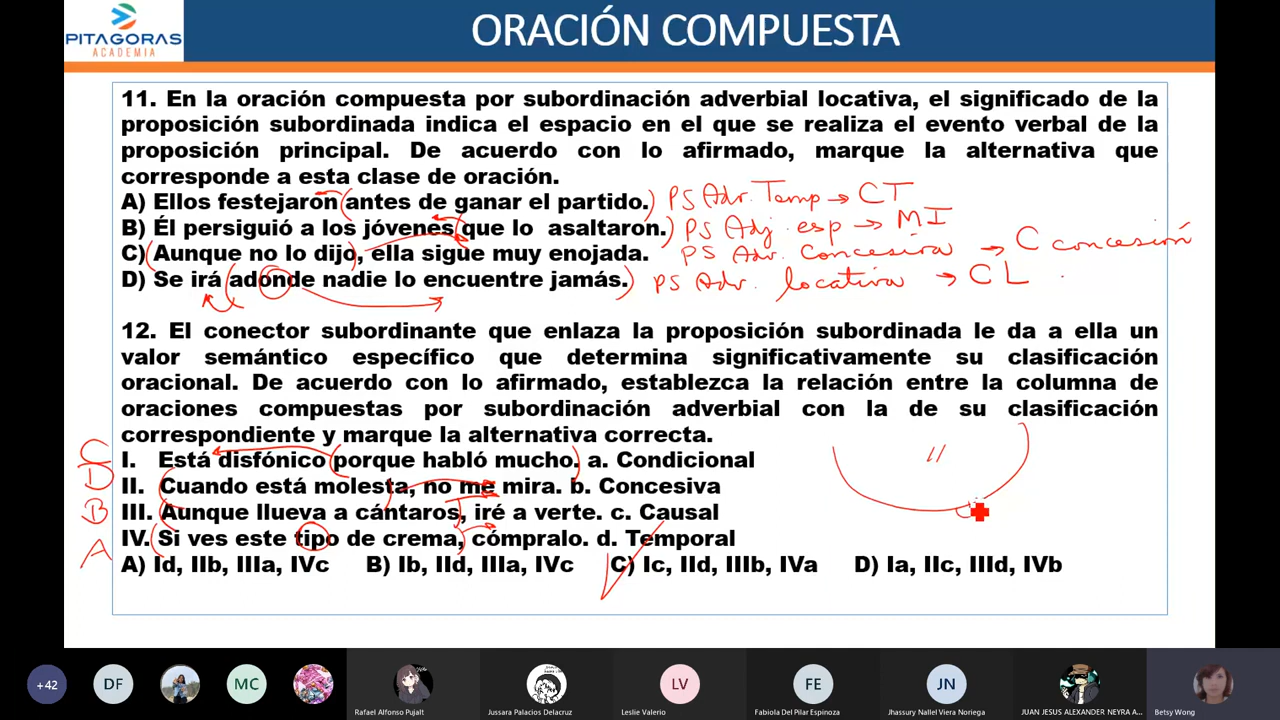 PITAGORAS
ACADEMIA
ORACIÓN COMPUESTA
11. En la oración compuesta por subordinación adverbial locativa, el significado de la
proposición subordinada indica el espacio en el que se realiza el evento verbal de la
proposición principal. De acuerdo con lo afirmado, marque la alternativa que
corresponde a esta clase de oración.
A) Ellos festejaron antes de ganar el partido. PS Adv. Temp → CT
B) Él persiguió a los jóvenes que lo asaltaron. PS Adj. esp → MI
C) Aunque no lo dijo, ella sigue muy enojada. PS Adv. Concesiva → C concesión
D) Se irá adonde nadie lo encuentre jamás. PS Adv. locativa → CL
12. El conector subordinante que enlaza la proposición subordinada le da a ella un
valor semántico específico que determina significativamente su clasificación
oracional. De acuerdo con lo afirmado, establezca la relación entre la columna de
oraciones compuestas por subordinación adverbial con la de su clasificación
correspondiente y marque la alternativa correcta.
C I. Está disfónico porque habló mucho. a. Condicional
D II. Cuando está molesta, no me mira. b. Concesiva
B III. Aunque llueva a cántaros, iré a verte. c. Causal
A IV. Si ves este tipo de crema, cómpralo. d. Temporal
A) Id, IIb, IIIa, IVc B) Ib, IId, IIIa, IVc C) Ic, IId, IIIb, IVa D) Ia, IIc, IIId, IVb
+42 DF MC LV FE JN
Rafael Alfonso Pujalt Jussara Palacios Delacruz Leslie Valerio Fabiola Del Pilar Espinoza Jhassury Nallel Viera Noriega JUAN JESUS ALEXANDER NEYRA A... Betsy Wong